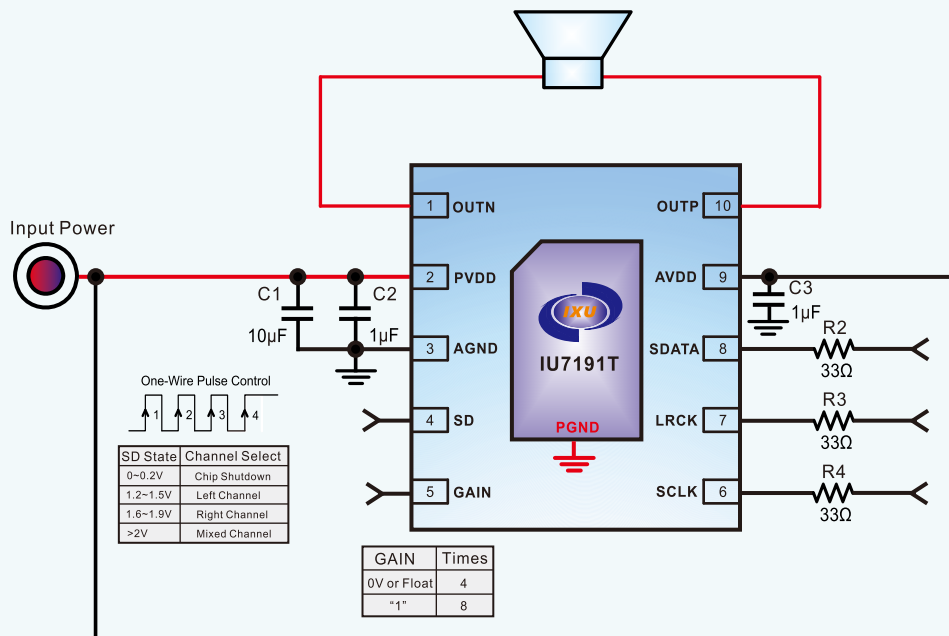 Input Power
1 OUTN
OUTP 10
2 PVDD
AVDD 9
C1
10μF
C2
1μF
C3
1μF
3 AGND
SDATA 8
R2
33Ω
IXU
IU7191T
PGND
4 SD
LRCK 7
R3
33Ω
5 GAIN
SCLK 6
R4
33Ω
One-Wire Pulse Control
1 2 3 4
SD State Channel Select
0~0.2V Chip Shutdown
1.2~1.5V Left Channel
1.6~1.9V Right Channel
>2V Mixed Channel
GAIN Times
0V or Float 4
“1” 8